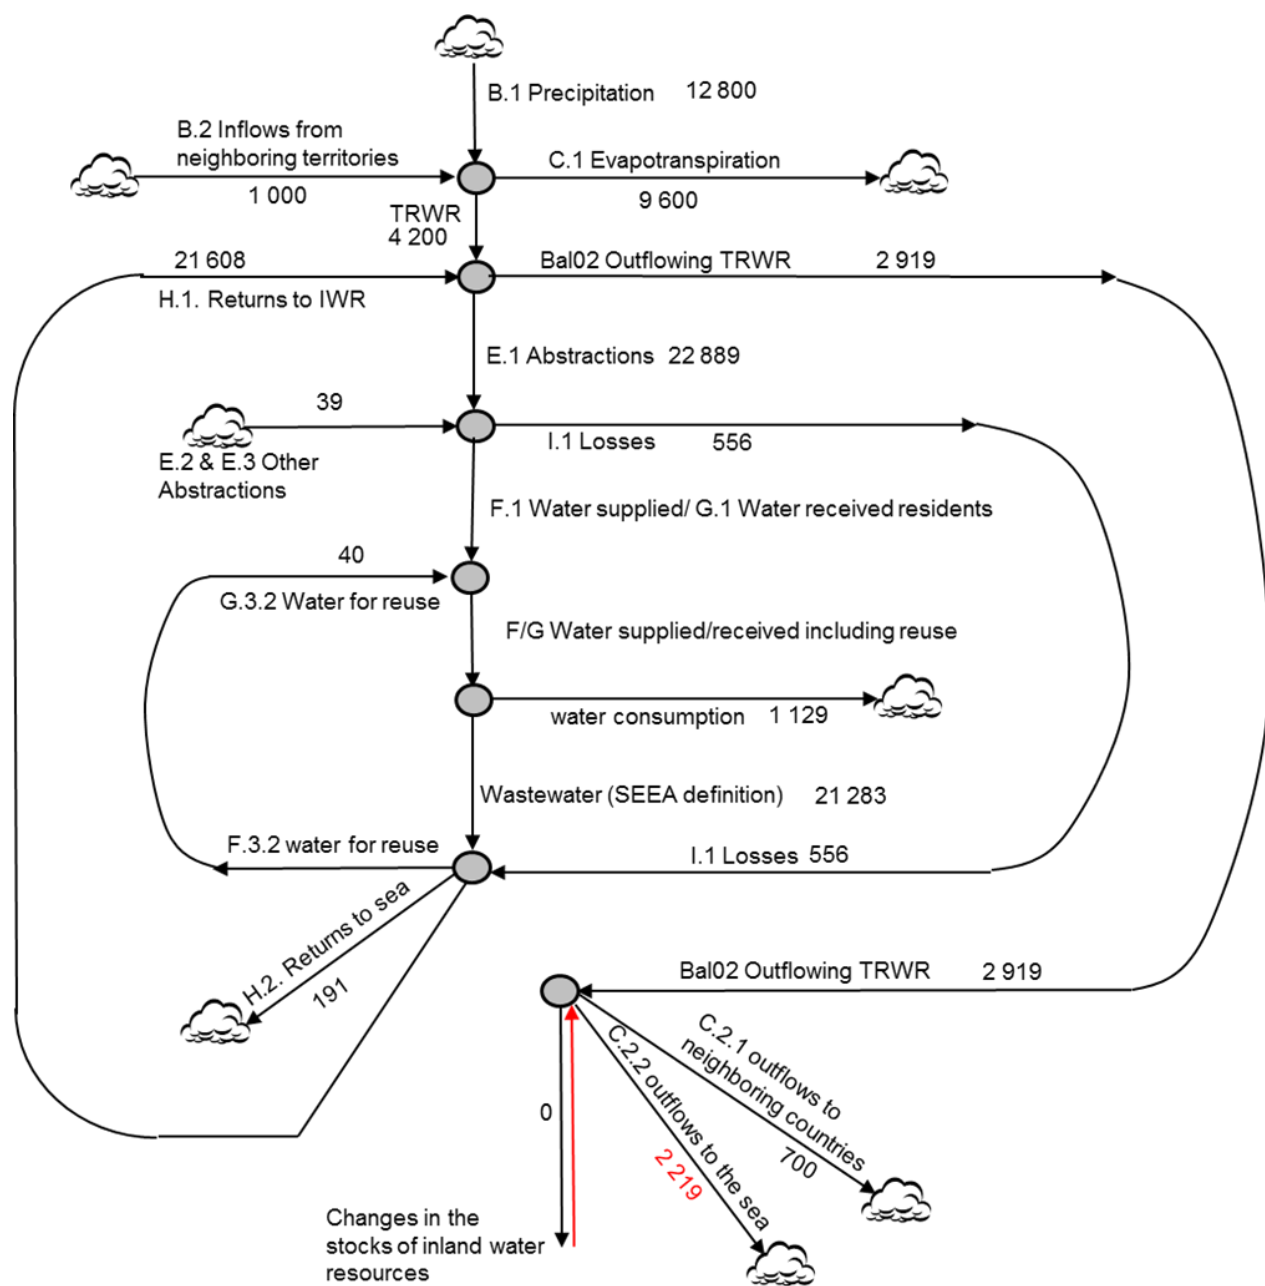 B.1 Precipitation 12 800
B.2 Inflows from
neighboring territories
1 000
C.1 Evapotranspiration
9 600
TRWR
4 200
21 608
H.1. Returns to IWR
Bal02 Outflowing TRWR 2 919
E.1 Abstractions 22 889
39
E.2 & E.3 Other
Abstractions
I.1 Losses 556
F.1 Water supplied/ G.1 Water received residents
40
G.3.2 Water for reuse
F/G Water supplied/received including reuse
water consumption 1 129
Wastewater (SEEA definition) 21 283
F.3.2 water for reuse
I.1 Losses 556
H.2. Returns to sea
191
Bal02 Outflowing TRWR 2 919
C.2.1 outflows to
neighboring countries
700
C.2.2 outflows to the sea
2 219
0
Changes in the
stocks of inland water
resources